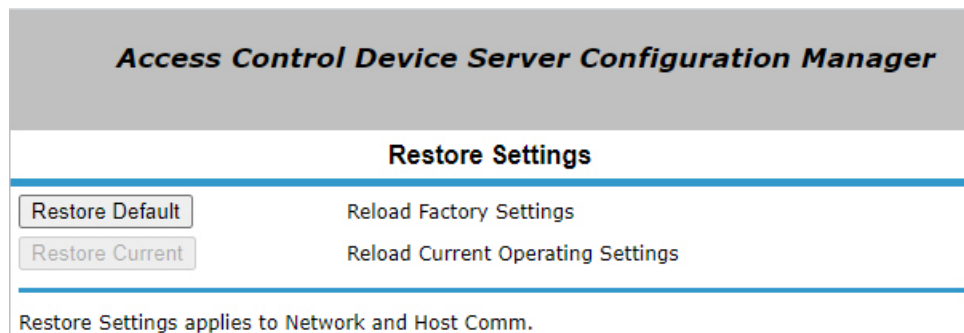 Access Control Device Server Configuration Manager
Restore Settings
Restore Default Reload Factory Settings
Restore Current Reload Current Operating Settings
Restore Settings applies to Network and Host Comm.